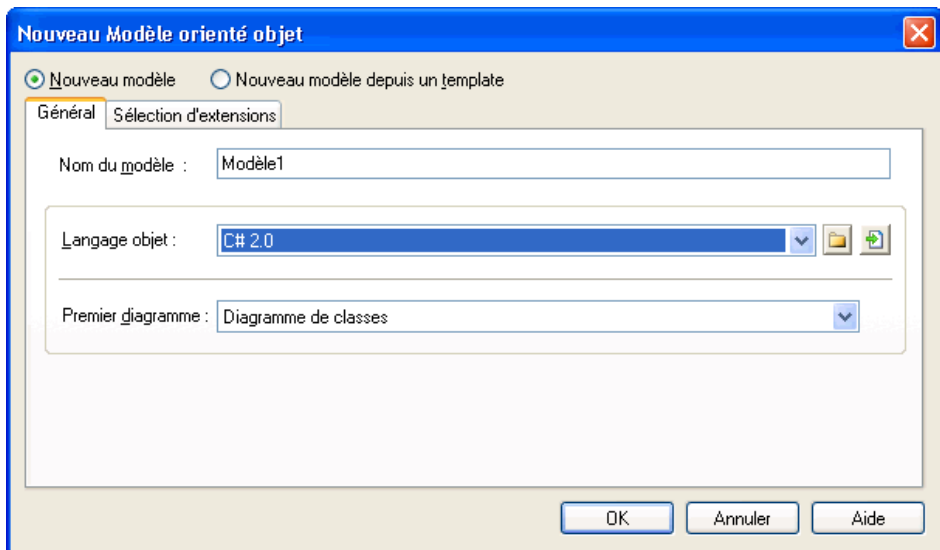 Nouveau Modèle orienté objet
Nouveau modèle Nouveau modèle depuis un template
Général Sélection d'extensions
Nom du modèle : Modèle1
Langage objet : C# 2.0
Premier diagramme : Diagramme de classes
OK Annuler Aide